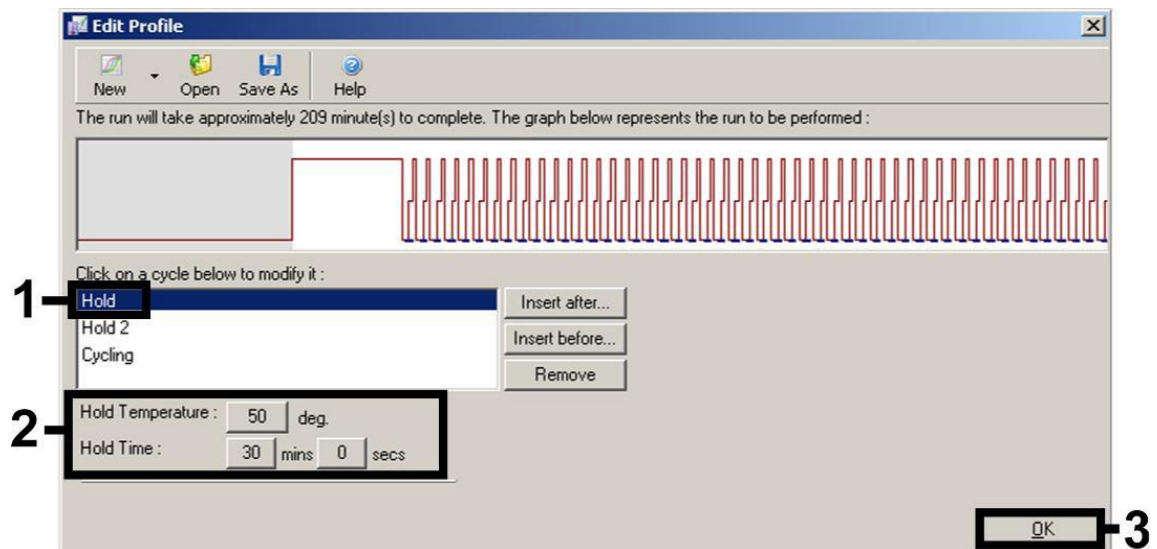 Edit Profile
New Open Save As Help
The run will take approximately 209 minute(s) to complete. The graph below represents the run to be performed :
Click on a cycle below to modify it :
1 Hold Insert after...
Hold 2 Insert before...
Cycling Remove
2
Hold Temperature : 50 deg.
Hold Time : 30 mins 0 secs
OK 3